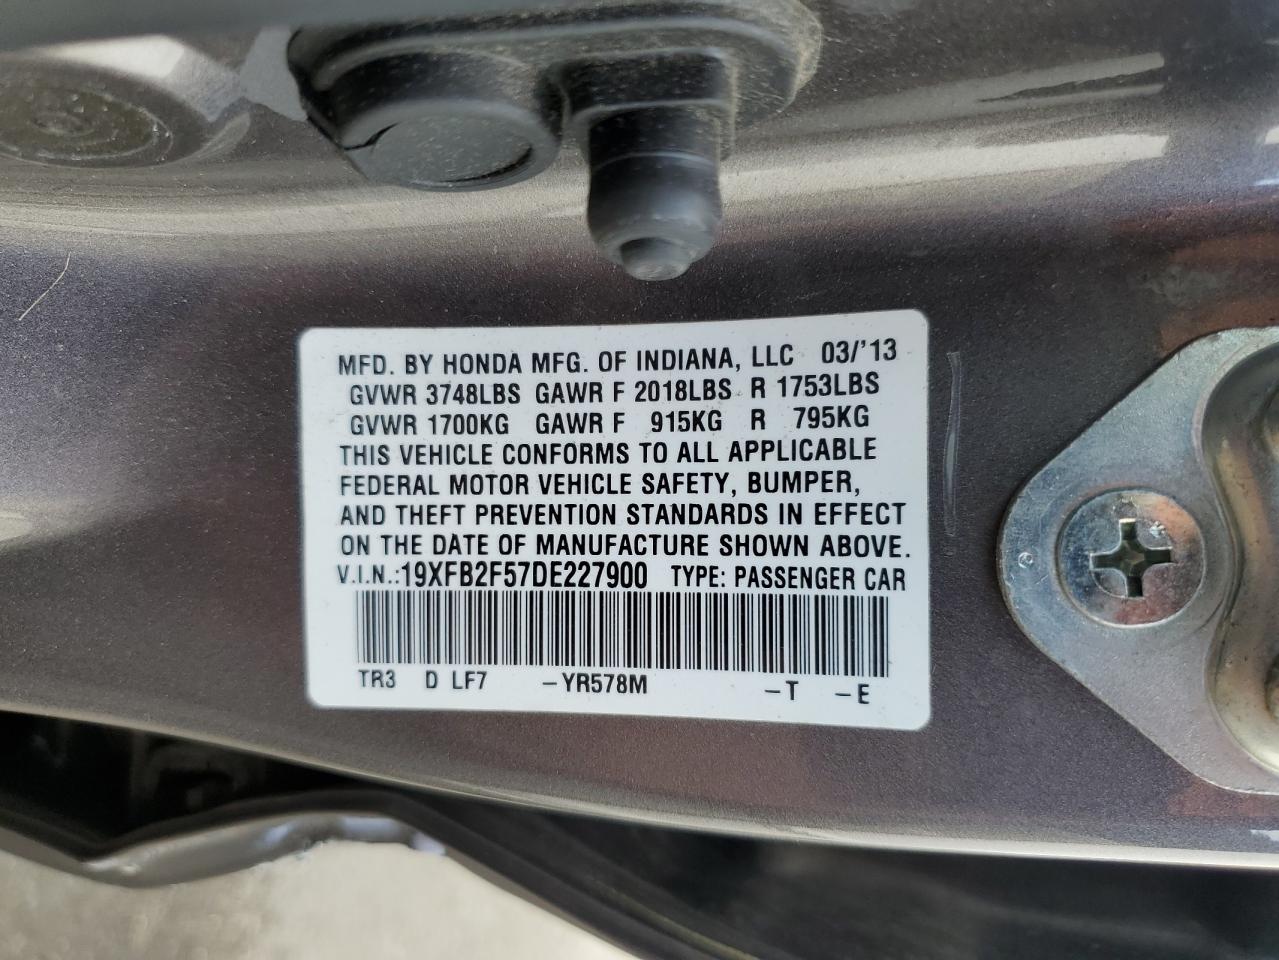 MFD. BY HONDA MFG. OF INDIANA, LLC 03/'13
GVWR 3748LBS GAWR F 2018LBS R 1753LBS
GVWR 1700KG GAWR F 915KG R 795KG
THIS VEHICLE CONFORMS TO ALL APPLICABLE
FEDERAL MOTOR VEHICLE SAFETY, BUMPER,
AND THEFT PREVENTION STANDARDS IN EFFECT
ON THE DATE OF MANUFACTURE SHOWN ABOVE.
V.I.N.:19XFB2F57DE227900 TYPE: PASSENGER CAR
TR3 D LF7 –YR578M –T –E